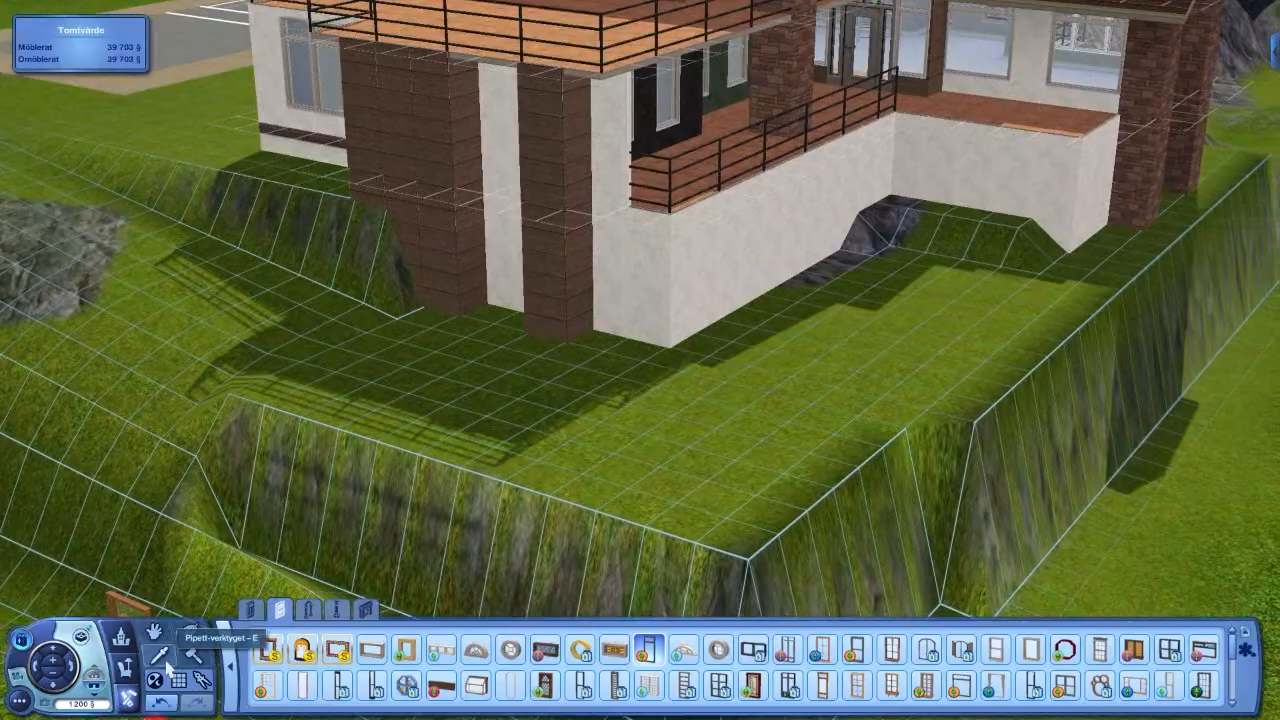 Tomtvärde
Möblerat 39 703 §
Omöblerat 39 703 §
Pipett-verktyget – E
1 200 §